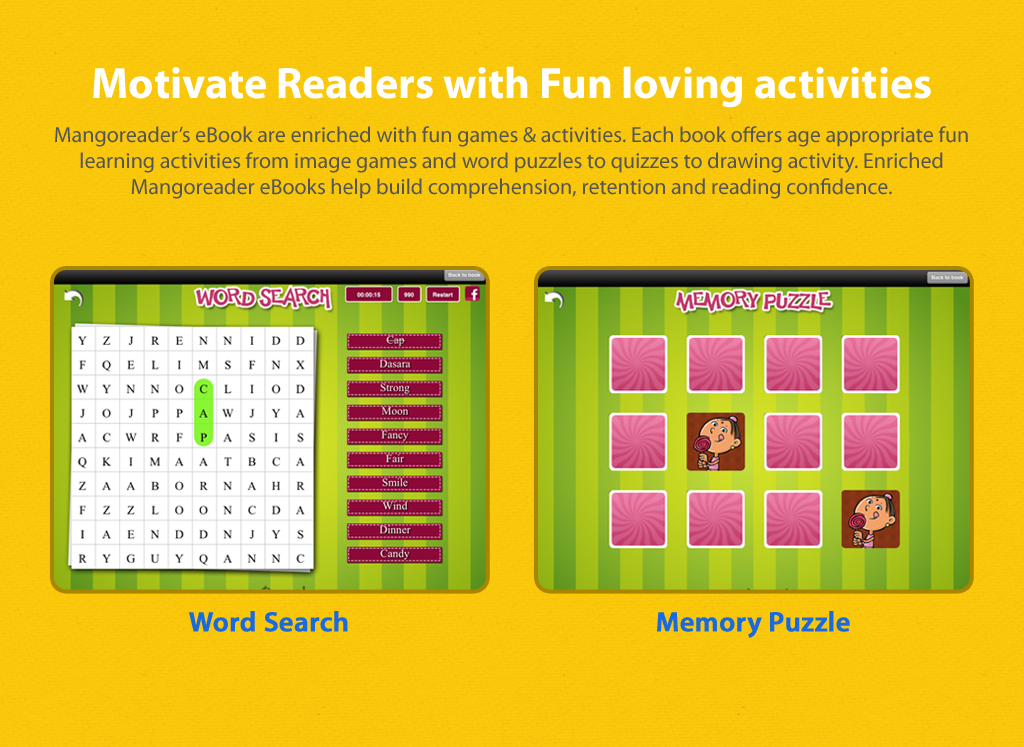 Motivate Readers with Fun loving activities
Mangoreader's eBook are enriched with fun games & activities. Each book offers age appropriate fun
learning activities from image games and word puzzles to quizzes to drawing activity. Enriched
Mangoreader eBooks help build comprehension, retention and reading confidence.
Back to book
WORD SEARCH
00:00:15 990 Restart f
Y Z J R E N N I D D
F Q E L I M S F N X
W Y N N O C L I O D
J O J P P A W J Y A
A C W R F P A S I S
Q K I M A A T B C A
Z A A B O R N A H R
F Z Z L O O N C D A
I A E N D D N J Y S
R Y G U Y Q A N N C
Cap
Dasara
Strong
Moon
Fancy
Fair
Smile
Wind
Dinner
Candy
Word Search
Back to book
MEMORY PUZZLE
Memory Puzzle